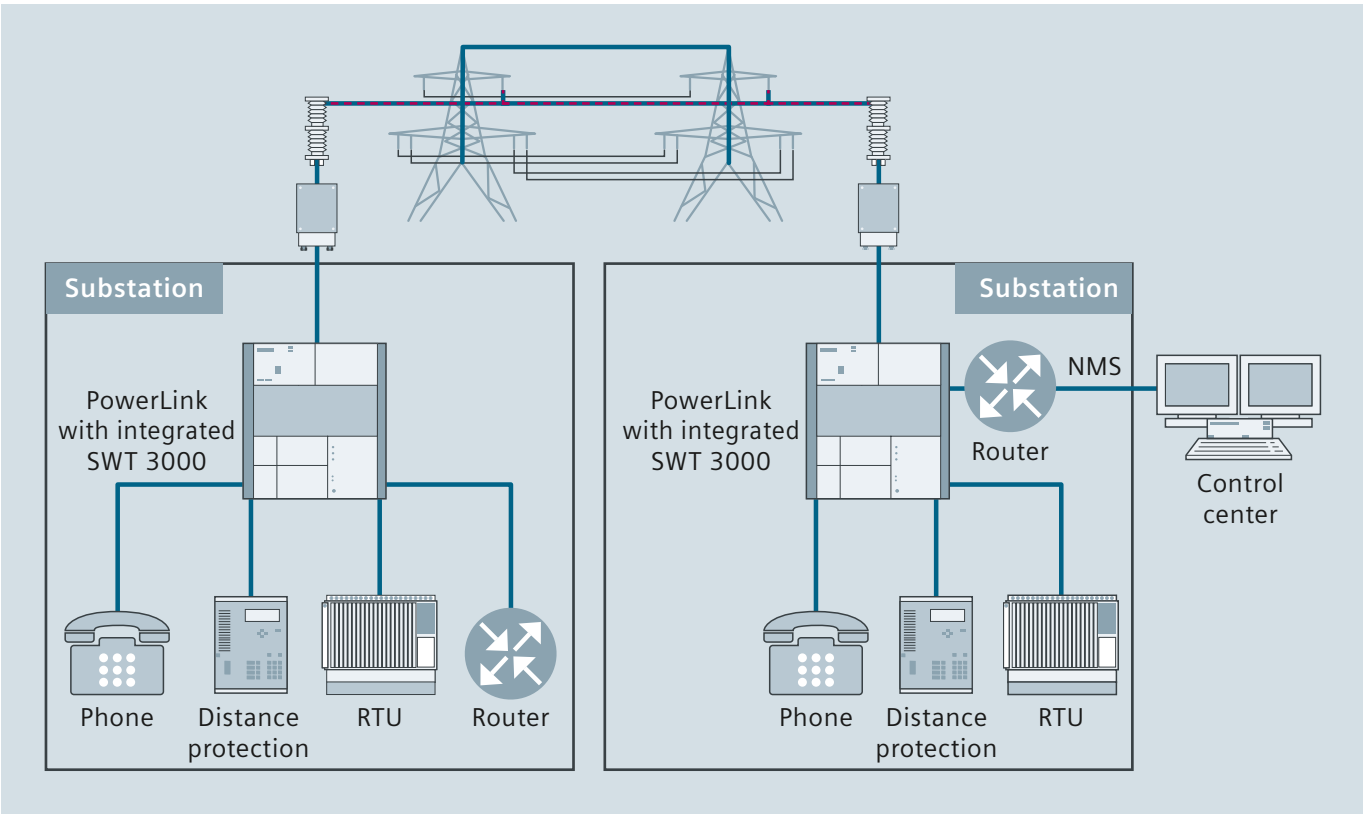 Substation
Substation
PowerLink
with integrated
SWT 3000
PowerLink
with integrated
SWT 3000
NMS
Router
Control
center
Phone
Distance
protection
RTU
Router
Phone
Distance
protection
RTU